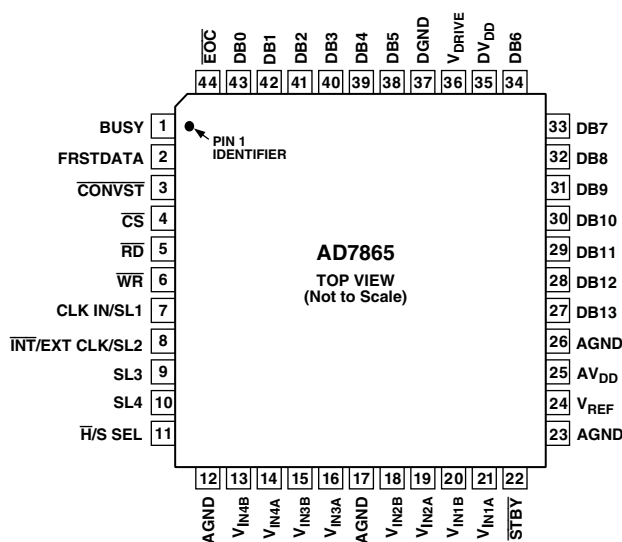 EOC DB0 DB1 DB2 DB3 DB4 DB5 DGND VDRIVE DVDD DB6
44 43 42 41 40 39 38 37 36 35 34
BUSY 1
FRSTDATA 2
CONVST 3
CS 4
RD 5
WR 6
CLK IN/SL1 7
INT/EXT CLK/SL2 8
SL3 9
SL4 10
H/S SEL 11
PIN 1
IDENTIFIER
AD7865
TOP VIEW
(Not to Scale)
33 DB7
32 DB8
31 DB9
30 DB10
29 DB11
28 DB12
27 DB13
26 AGND
25 AVDD
24 VREF
23 AGND
12 13 14 15 16 17 18 19 20 21 22
AGND VIN4B VIN4A VIN3B VIN3A AGND VIN2B VIN2A VIN1B VIN1A STBY